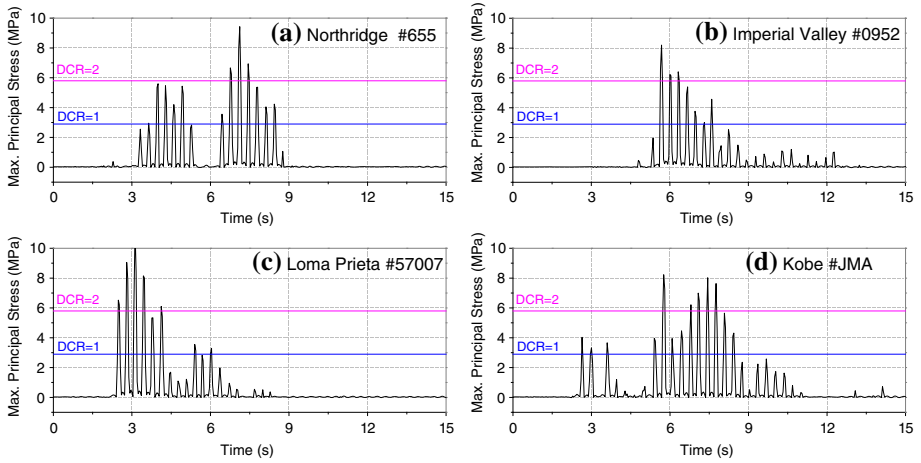 (a) Northridge #655
Max. Principal Stress (MPa)
10
8
6
4
2
0
DCR=2
DCR=1
0 3 6 9 12 15
Time (s)
(b) Imperial Valley #0952
Max. Principal Stress (MPa)
10
8
6
4
2
0
DCR=2
DCR=1
0 3 6 9 12 15
Time (s)
(c) Loma Prieta #57007
Max. Principal Stress (MPa)
10
8
6
4
2
0
DCR=2
DCR=1
0 3 6 9 12 15
Time (s)
(d) Kobe #JMA
Max. Principal Stress (MPa)
10
8
6
4
2
0
DCR=2
DCR=1
0 3 6 9 12 15
Time (s)